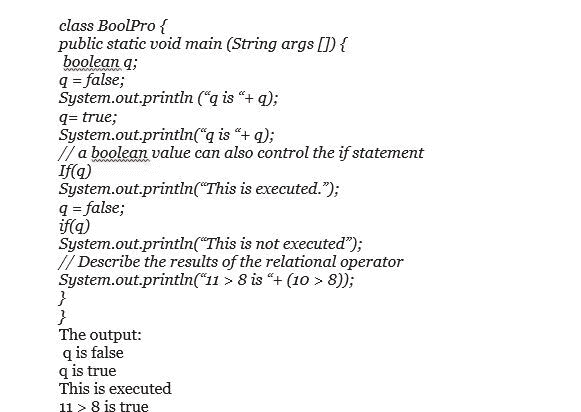 class BoolPro {
public static void main (String args []) {
boolean q;
q = false;
System.out.println (“q is “+ q);
q= true;
System.out.println(“q is “+ q);
// a boolean value can also control the if statement
If(q)
System.out.println(“This is executed.”);
q = false;
if(q)
System.out.println(“This is not executed”);
// Describe the results of the relational operator
System.out.println(“11 > 8 is “+ (10 > 8));
}
}
The output:
q is false
q is true
This is executed
11 > 8 is true